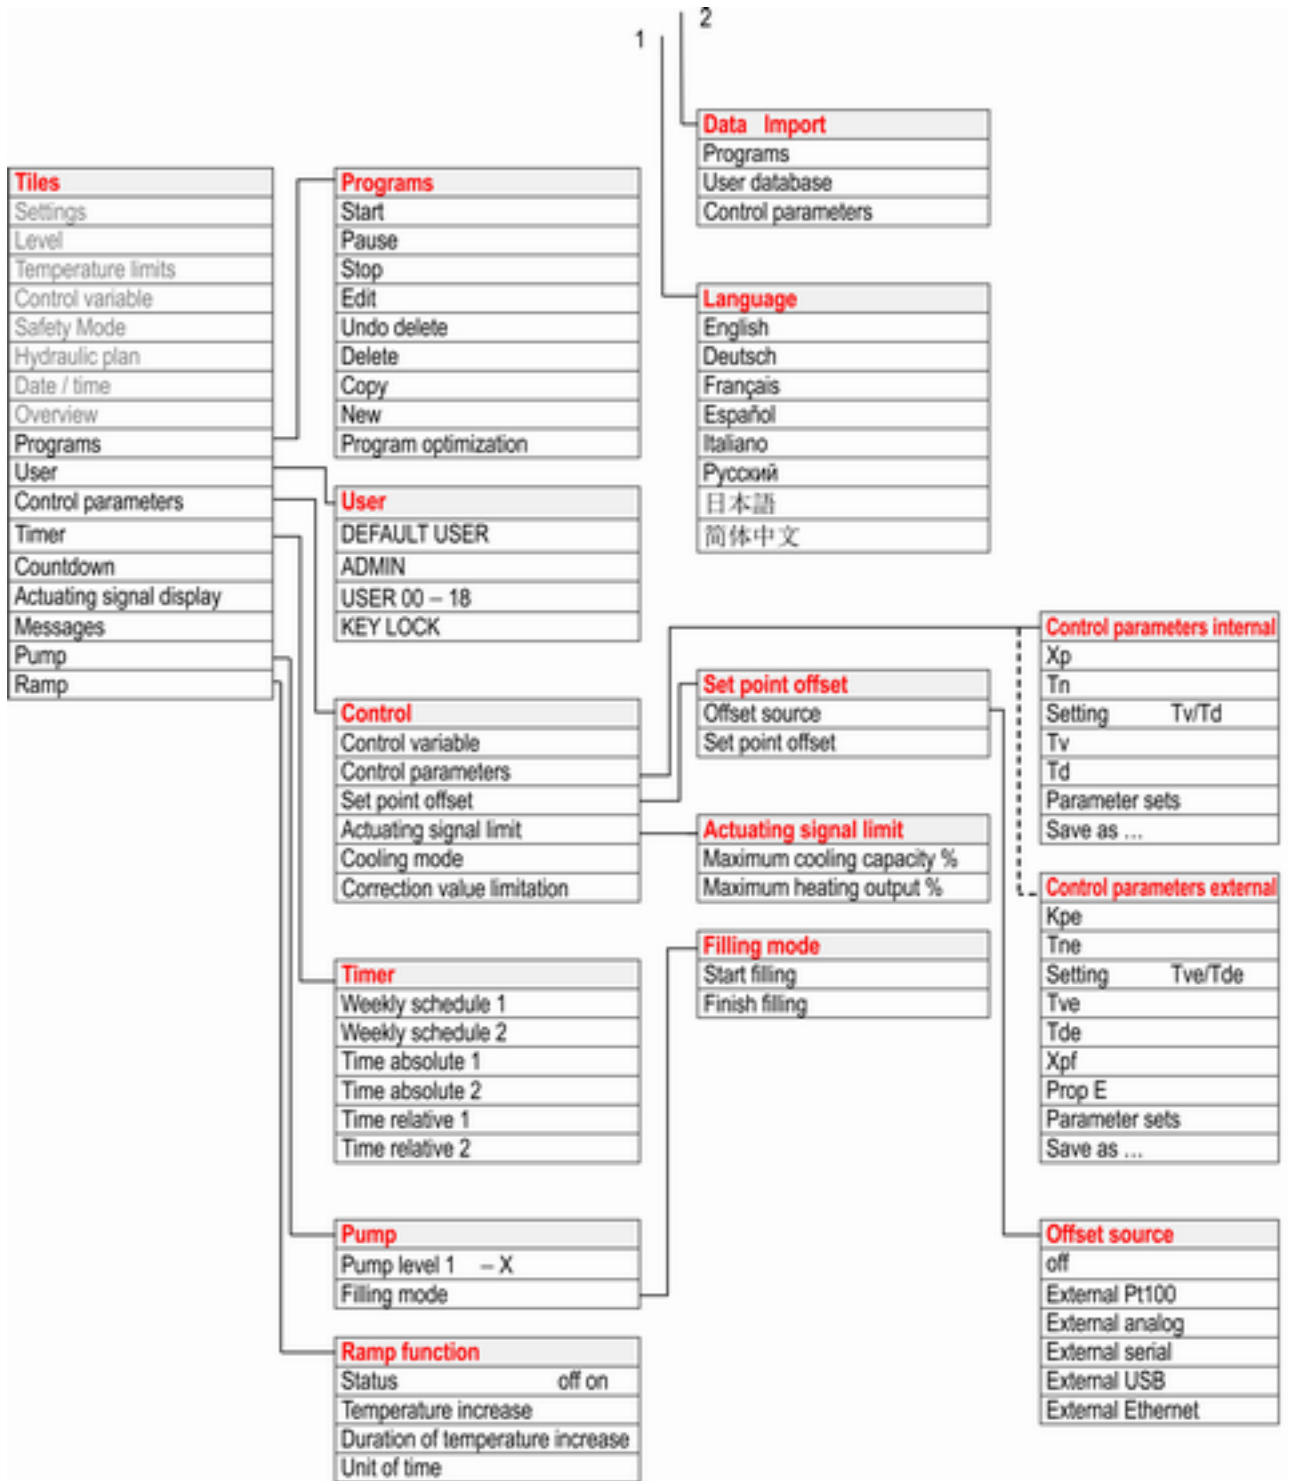 2
1
Data Import
Programs
User database
Control parameters
Tiles
Settings
Level
Temperature limits
Control variable
Safety Mode
Hydraulic plan
Date / time
Overview
Programs
User
Control parameters
Timer
Countdown
Actuating signal display
Messages
Pump
Ramp
Programs
Start
Pause
Stop
Edit
Undo delete
Delete
Copy
New
Program optimization
Language
English
Deutsch
Français
Español
Italiano
Русский
日本語
简体中文
User
DEFAULT USER
ADMIN
USER 00 – 18
KEY LOCK
Control
Control variable
Control parameters
Set point offset
Actuating signal limit
Cooling mode
Correction value limitation
Set point offset
Offset source
Set point offset
Actuating signal limit
Maximum cooling capacity %
Maximum heating output %
Filling mode
Start filling
Finish filling
Control parameters internal
Xp
Tn
Setting Tv/Td
Tv
Td
Parameter sets
Save as ...
Control parameters external
Kpe
Tne
Setting Tve/Tde
Tve
Tde
Xpf
Prop E
Parameter sets
Save as ...
Timer
Weekly schedule 1
Weekly schedule 2
Time absolute 1
Time absolute 2
Time relative 1
Time relative 2
Pump
Pump level 1 – X
Filling mode
Offset source
off
External Pt100
External analog
External serial
External USB
External Ethernet
Ramp function
Status off on
Temperature increase
Duration of temperature increase
Unit of time